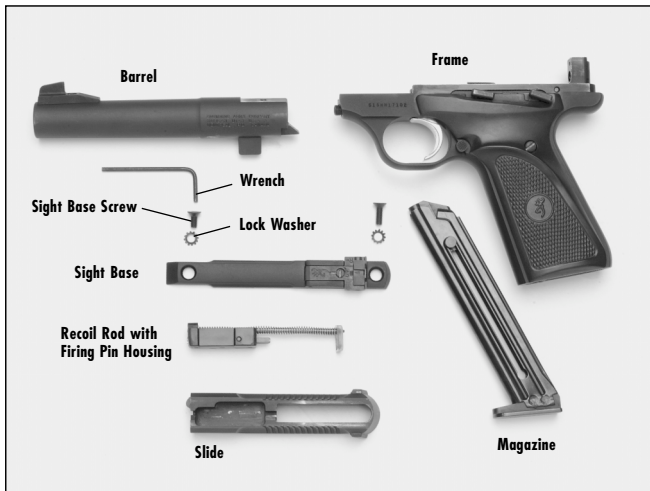 Barrel
Frame
Wrench
Sight Base Screw
Lock Washer
Sight Base
Recoil Rod with
Firing Pin Housing
Slide
Magazine